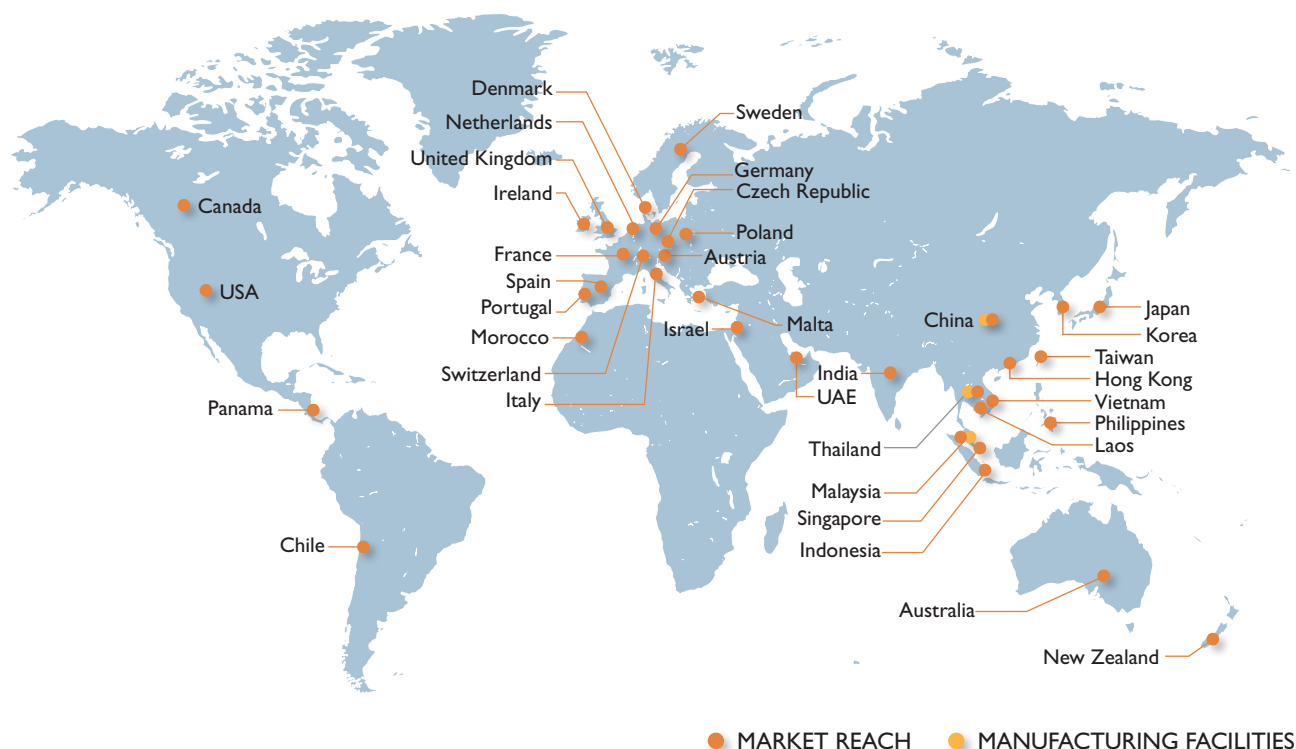 Denmark
Netherlands
United Kingdom
Ireland
Sweden
Germany
Czech Republic
Poland
Austria
Canada
USA
France
Spain
Portugal
Morocco
Switzerland
Italy
Israel
Malta
UAE
India
China
Japan
Korea
Taiwan
Hong Kong
Vietnam
Philippines
Laos
Thailand
Malaysia
Singapore
Indonesia
Panama
Chile
Australia
New Zealand
MARKET REACH
MANUFACTURING FACILITIES